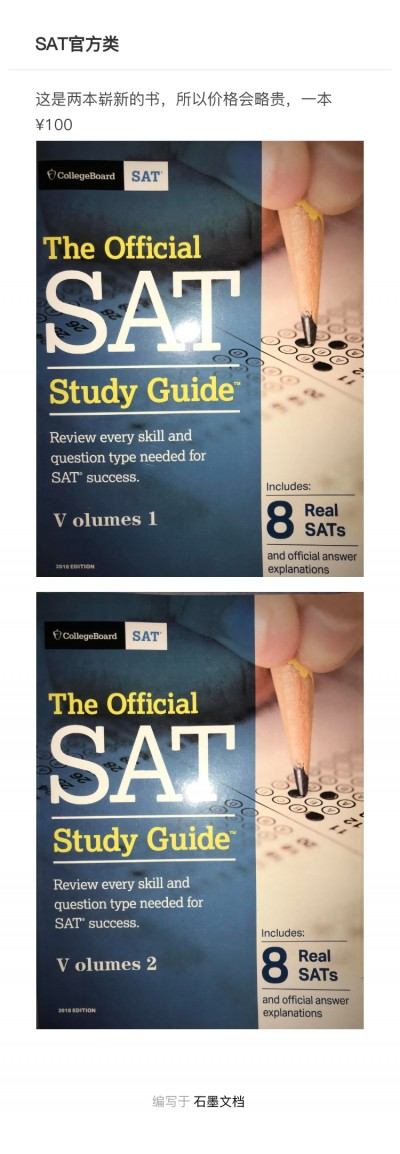 SAT官方类
这是两本崭新的书，所以价格会略贵，一本
¥100
CollegeBoard SAT®
The Official
SAT
Study Guide™
Review every skill and
question type needed for
SAT® success.
V olumes 1
2018 EDITION
Includes:
8 Real
SATs
and official answer
explanations
CollegeBoard SAT®
The Official
SAT
Study Guide™
Review every skill and
question type needed for
SAT® success.
V olumes 2
2018 EDITION
Includes:
8 Real
SATs
and official answer
explanations
编写于 石墨文档